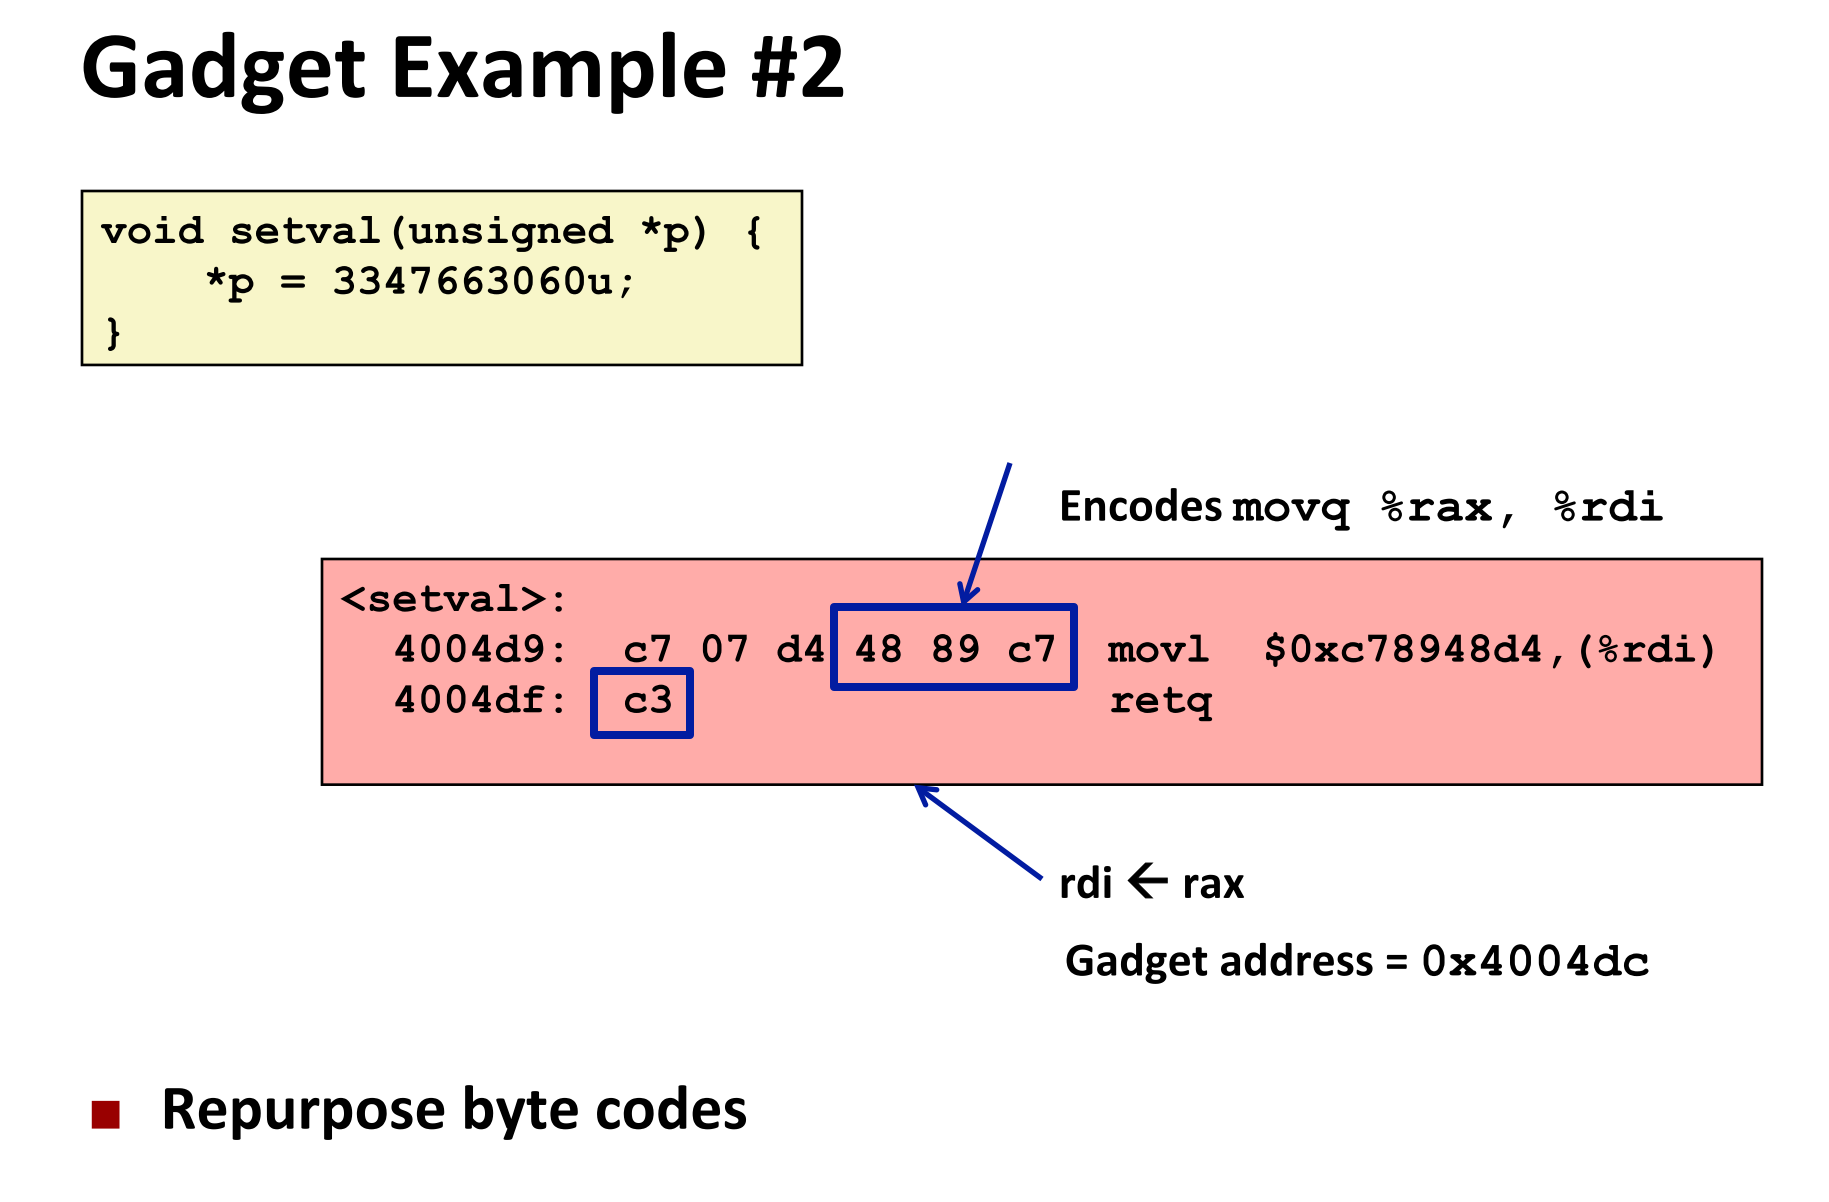 Gadget Example #2
void setval(unsigned *p) {
    *p = 3347663060u;
}
Encodes movq %rax, %rdi
<setval>:
  4004d9:  c7 07 d4 48 89 c7  movl  $0xc78948d4,(%rdi)
  4004df:  c3                 retq
rdi ← rax
Gadget address = 0x4004dc
■ Repurpose byte codes